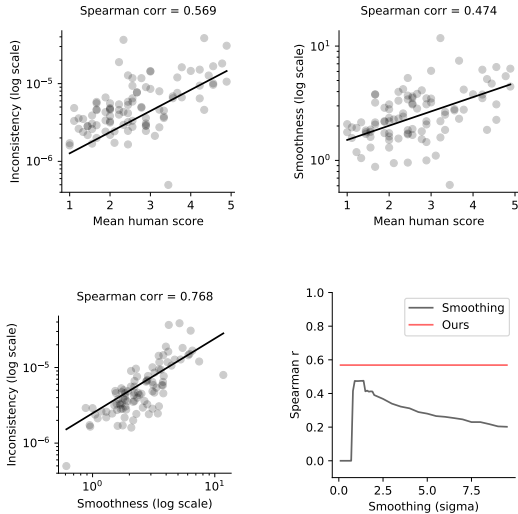 Spearman corr = 0.569
Inconsistency (log scale)
10⁻⁵
10⁻⁶
1 2 3 4 5
Mean human score
Spearman corr = 0.474
Smoothness (log scale)
10¹
10⁰
1 2 3 4 5
Mean human score
Spearman corr = 0.768
Inconsistency (log scale)
10⁻⁵
10⁻⁶
10⁰ 10¹
Smoothness (log scale)
Spearman r
1.0
0.8
0.6
0.4
0.2
0.0
Smoothing
Ours
0.0 2.5 5.0 7.5
Smoothing (sigma)